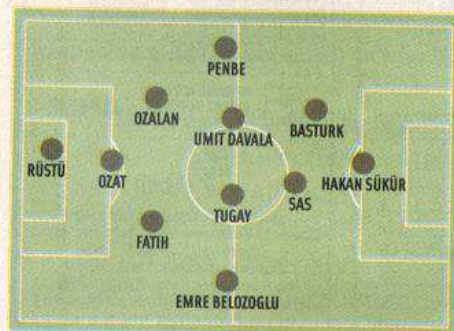 PENBE
OZALAN
UMIT DAVALA
BASTURK
RÜSTÜ
OZAT
HAKAN SÜKÜR
SAS
TUGAY
FATIH
EMRE BELOZOGLU